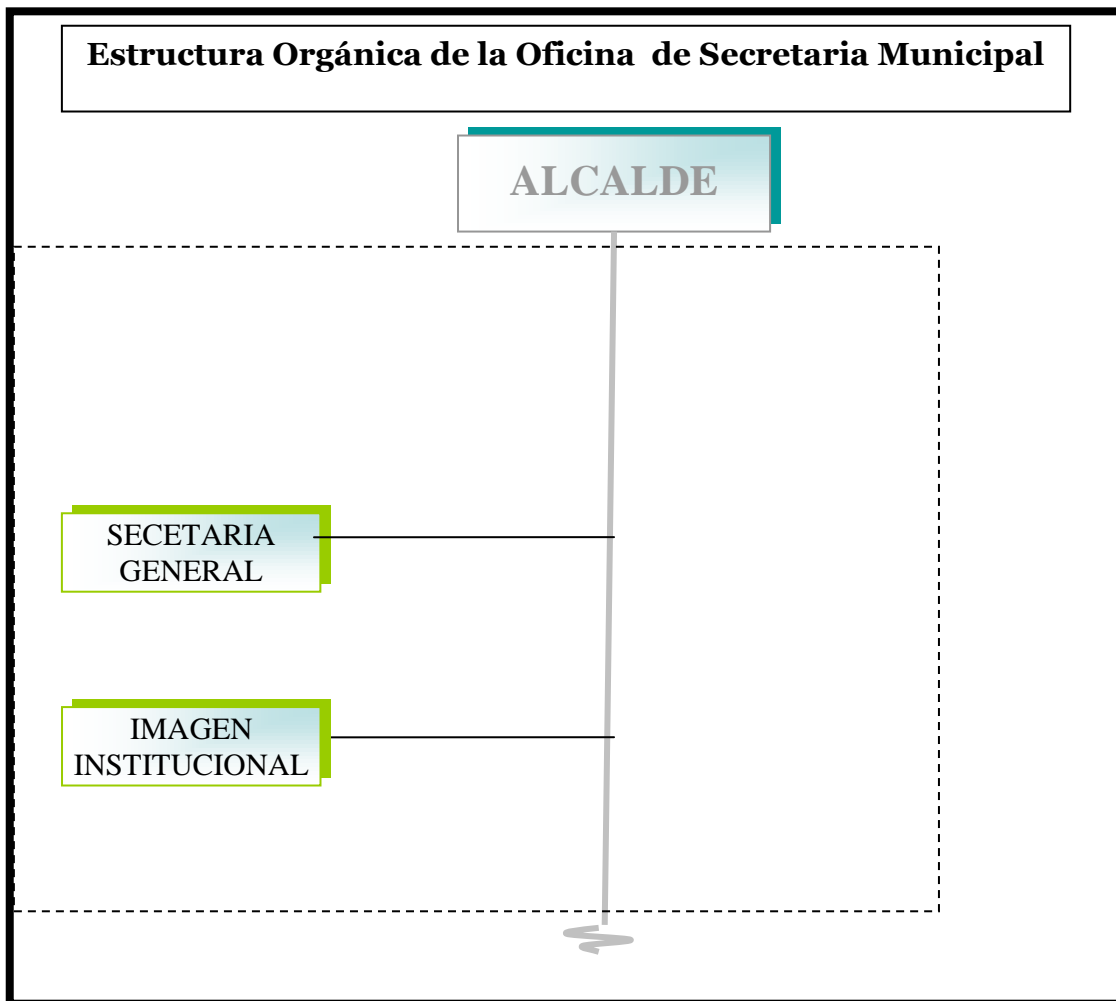 Estructura Orgánica de la Oficina de Secretaria Municipal
ALCALDE
SECETARIA
GENERAL
IMAGEN
INSTITUCIONAL